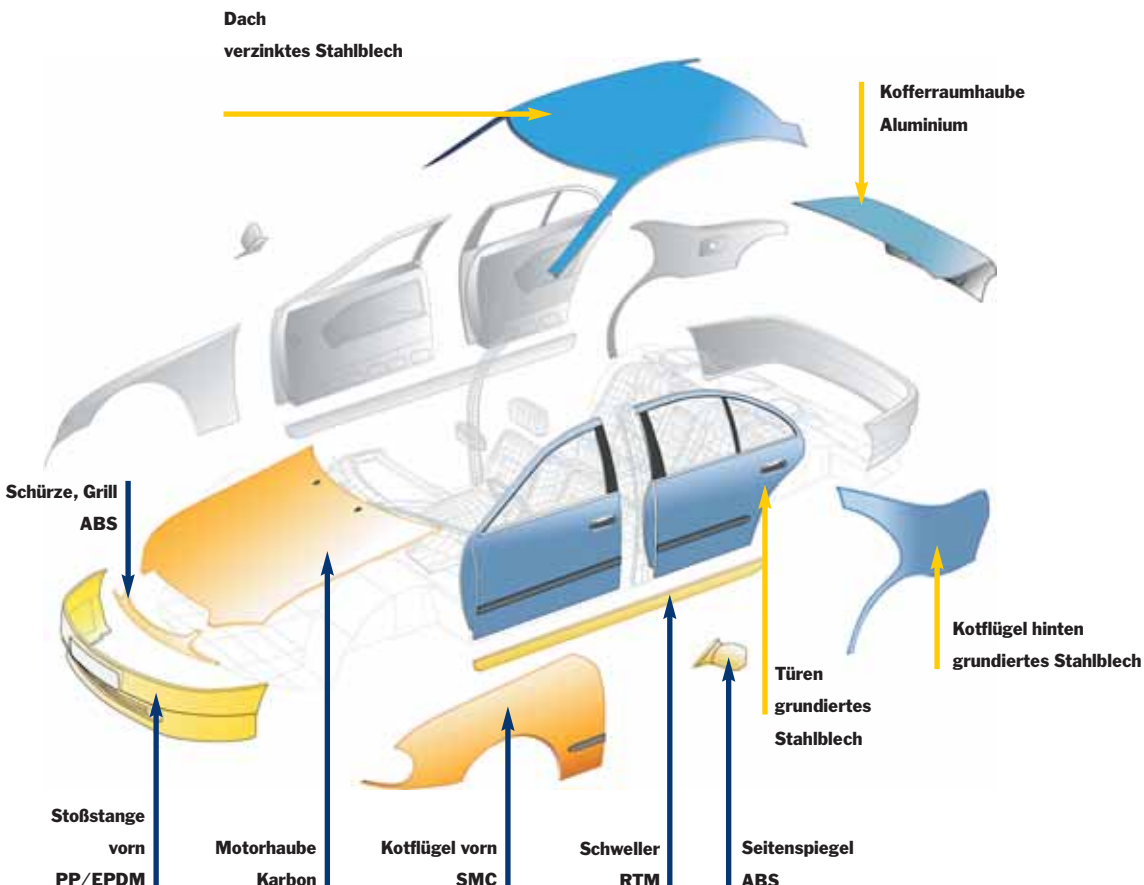 Dach
verzinktes Stahlblech
Kofferraumhaube
Aluminium
Schürze, Grill
ABS
Kotflügel hinten
grundiertes Stahlblech
Türen
grundiertes
Stahlblech
Stoßstange
vorn
PP/EPDM
Motorhaube
Karbon
Kotflügel vorn
SMC
Schweller
RTM
Seitenspiegel
ABS